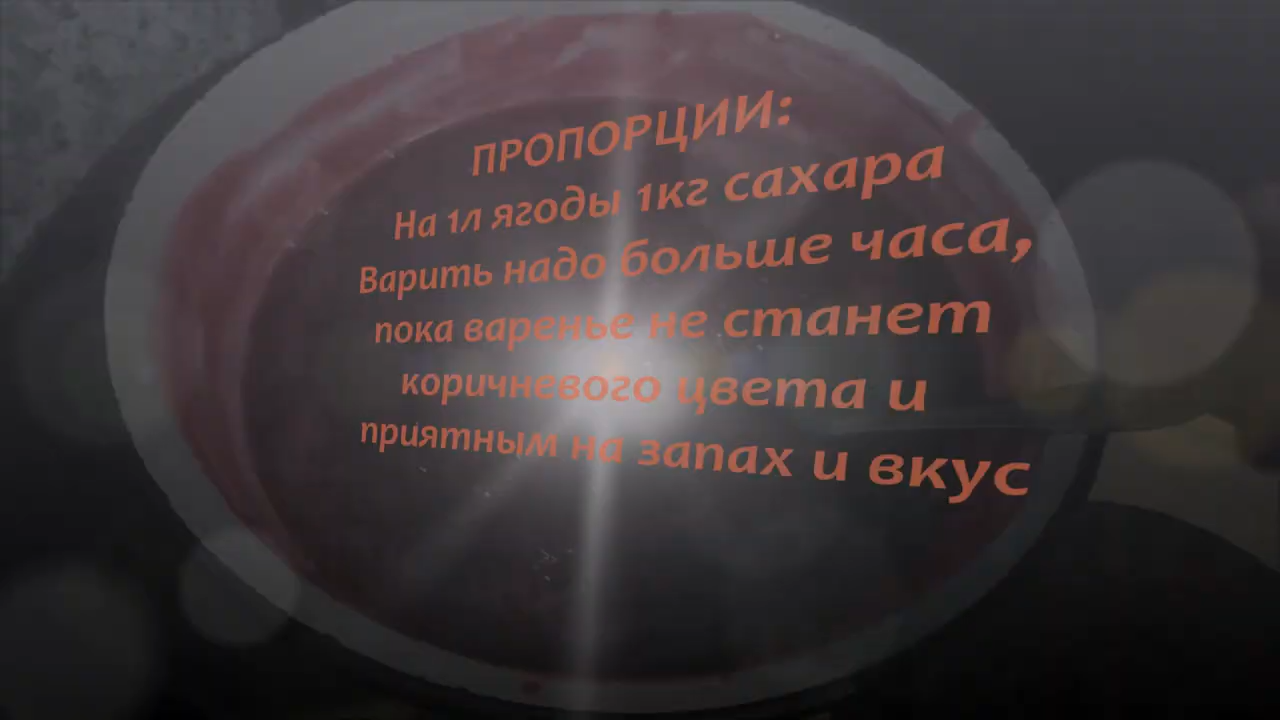 ПРОПОРЦИИ:
На 1л ягоды 1кг сахара
Варить надо больше часа,
пока варенье не станет
коричневого цвета и
приятным на запах и вкус